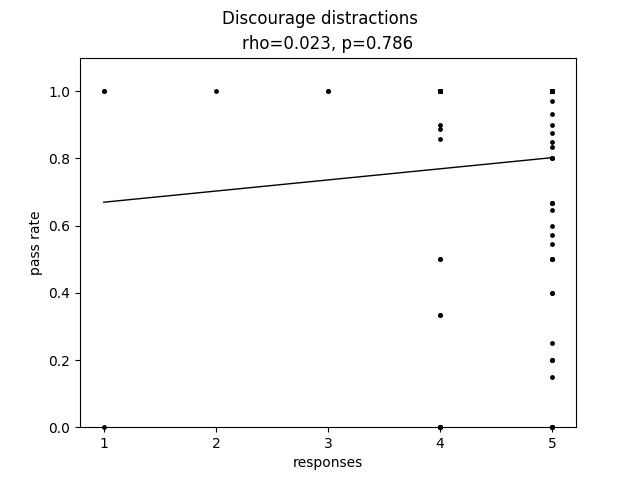 Discourage distractions
rho=0.023, p=0.786
pass rate
1.0
0.8
0.6
0.4
0.2
0.0
1 2 3 4 5
responses